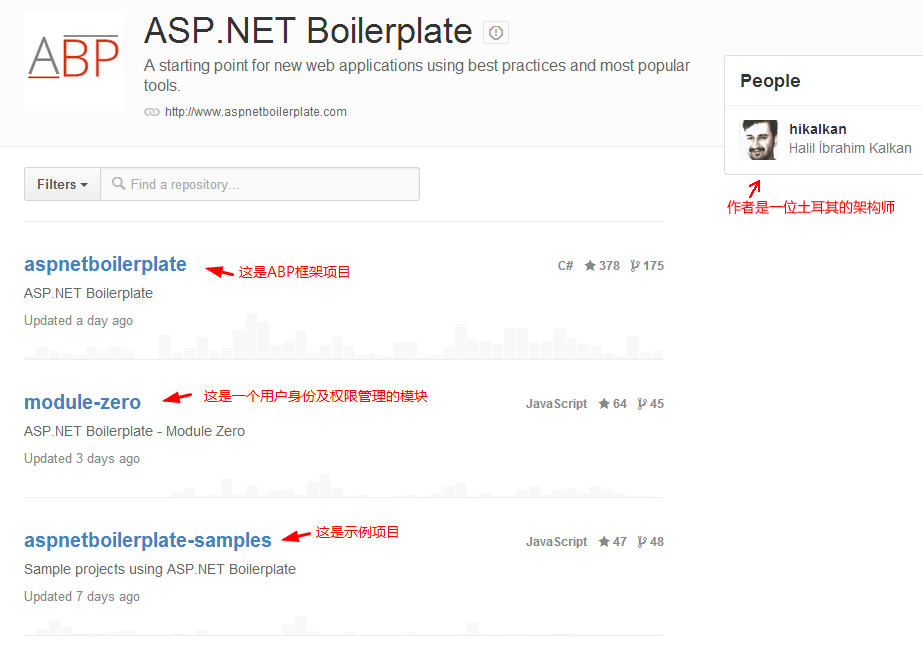 ABP
ASP.NET Boilerplate
A starting point for new web applications using best practices and most popular
tools.
http://www.aspnetboilerplate.com
People
hikalkan
Halil İbrahim Kalkan
作者是一位土耳其的架构师
Filters
Find a repository...
aspnetboilerplate
这是ABP框架项目
C# 378 175
ASP.NET Boilerplate
Updated a day ago
module-zero
这是一个用户身份及权限管理的模块
JavaScript 64 45
ASP.NET Boilerplate - Module Zero
Updated 3 days ago
aspnetboilerplate-samples
这是示例项目
JavaScript 47 48
Sample projects using ASP.NET Boilerplate
Updated 7 days ago